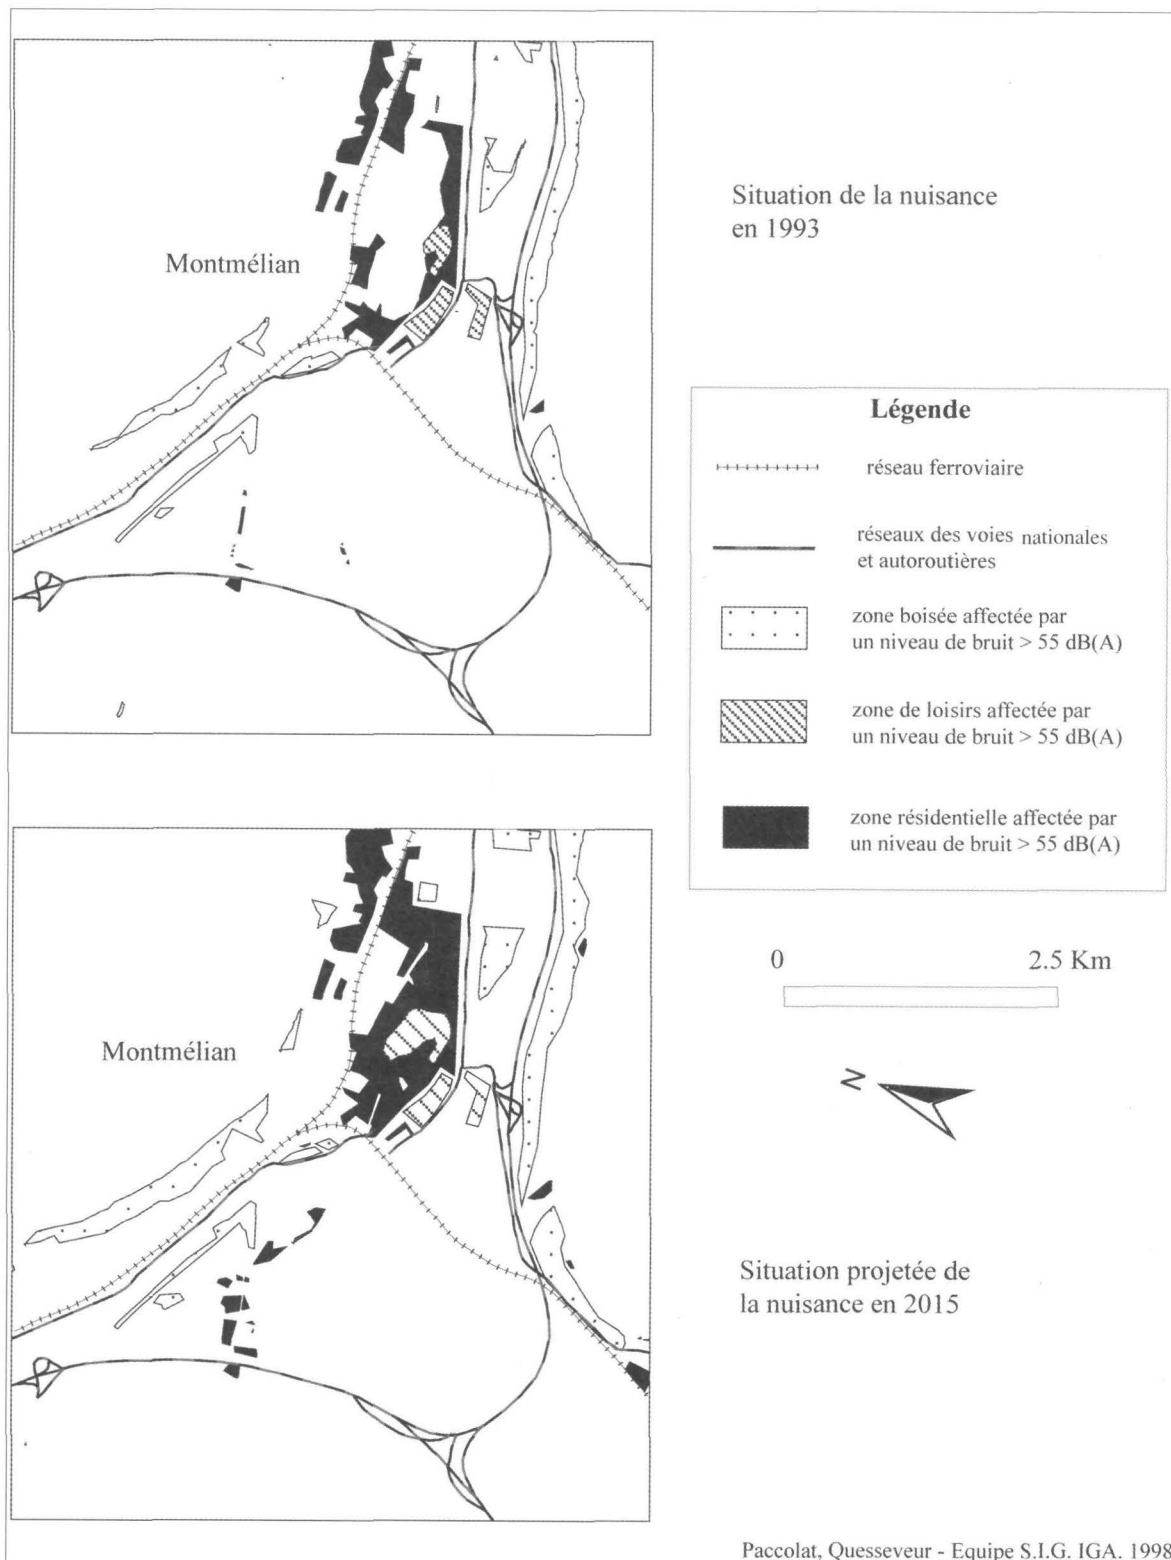 Situation de la nuisance
en 1993
Montmélian
Légende
réseau ferroviaire
réseaux des voies nationales
et autoroutières
zone boisée affectée par
un niveau de bruit > 55 dB(A)
zone de loisirs affectée par
un niveau de bruit > 55 dB(A)
zone résidentielle affectée par
un niveau de bruit > 55 dB(A)
0 2.5 Km
Montmélian
N
Situation projetée de
la nuisance en 2015
Paccolat, Quesseveur - Equipe S.I.G. IGA. 1998